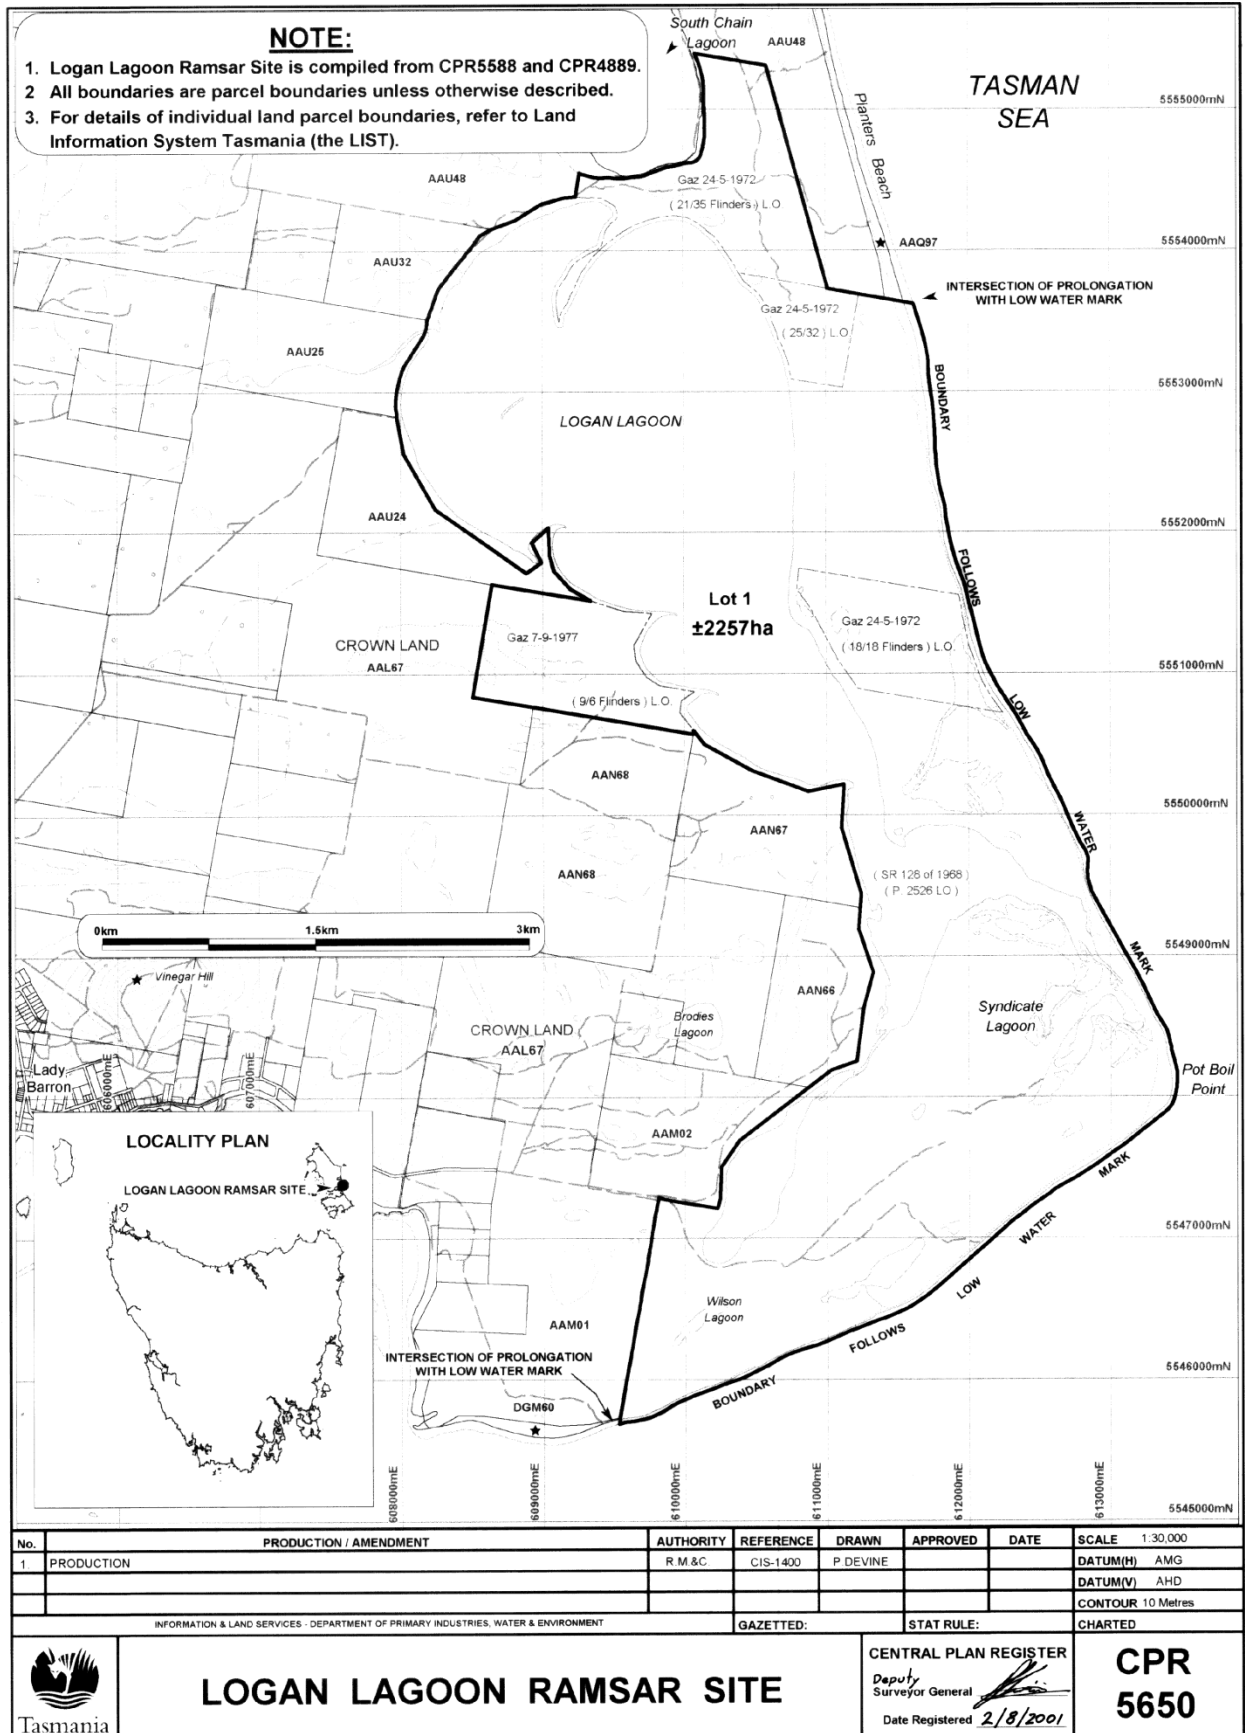 NOTE:
1. Logan Lagoon Ramsar Site is compiled from CPR5588 and CPR4889.
2 All boundaries are parcel boundaries unless otherwise described.
3. For details of individual land parcel boundaries, refer to Land
Information System Tasmania (the LIST).
South Chain
Lagoon
AAU48
TASMAN
SEA
5555000mN
Planters Beach
AAU48
Gaz 24-5-1972
( 21/35 Flinders ) L.O
AAQ97
5554000mN
AAU32
INTERSECTION OF PROLONGATION
WITH LOW WATER MARK
Gaz 24-5-1972
( 25/32 ) L.O.
AAU25
BOUNDARY
5553000mN
LOGAN LAGOON
AAU24
5552000mN
FOLLOWS
Lot 1
±2257ha
Gaz 24-5-1972
( 18/18 Flinders ) L.O.
Gaz 7-9-1977
CROWN LAND
AAL67
5551000mN
( 9/6 Flinders ) L.O.
LOW
AAN68
5550000mN
WATER
AAN67
AAN68
( SR 126 of 1968 )
( P. 2526 LO )
0km 1.5km 3km
5549000mN
MARK
Vinegar Hill
AAN66
Syndicate
Lagoon
Brodies
Lagoon
CROWN LAND
AAL67
Lady
Barron
606000mE
607000mE
Pot Boil
Point
AAM02
MARK
LOCALITY PLAN
LOGAN LAGOON RAMSAR SITE
WATER
5547000mN
LOW
Wilson
Lagoon
AAM01
FOLLOWS
INTERSECTION OF PROLONGATION
WITH LOW WATER MARK
5546000mN
BOUNDARY
DGM60
608000mE
609000mE
610000mE
611000mE
612000mE
613000mE
5545000mN
No. PRODUCTION / AMENDMENT AUTHORITY REFERENCE DRAWN APPROVED DATE SCALE 1:30,000
1. PRODUCTION R.M.&C. CIS-1400 P.DEVINE DATUM(H) AMG
DATUM(V) AHD
CONTOUR 10 Metres
INFORMATION & LAND SERVICES - DEPARTMENT OF PRIMARY INDUSTRIES, WATER & ENVIRONMENT GAZETTED: STAT RULE: CHARTED
Tasmania
LOGAN LAGOON RAMSAR SITE
CENTRAL PLAN REGISTER
Deputy
Surveyor General
Date Registered 2/8/2001
CPR
5650